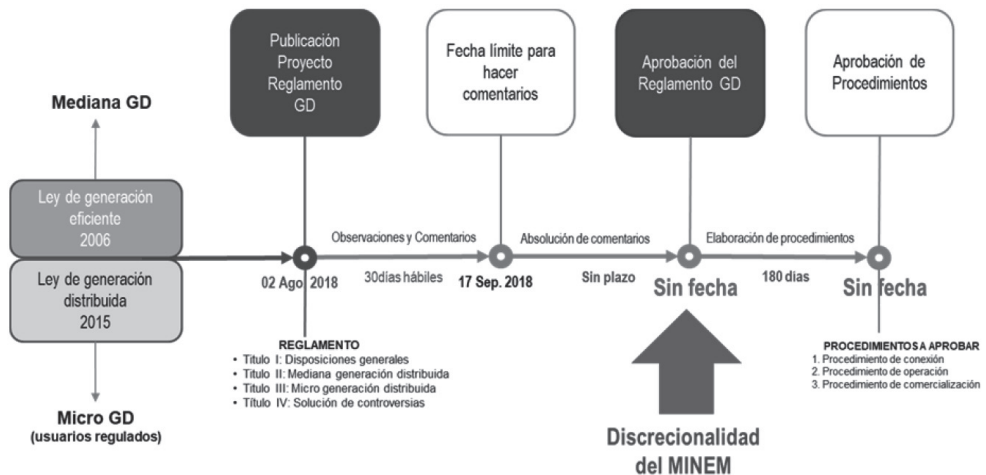 Mediana GD
Ley de generación
eficiente
2006
Ley de generación
distribuida
2015
Micro GD
(usuarios regulados)
Publicación
Proyecto
Reglamento
GD
Fecha límite para
hacer
comentarios
Aprobación del
Reglamento GD
Aprobación de
Procedimientos
Observaciones y Comentarios
Absolución de comentarios
Elaboración de procedimientos
02 Ago. 2018
30días hábiles
17 Sep. 2018
Sin plazo
Sin fecha
180 días
Sin fecha
REGLAMENTO
• Titulo I: Disposiciones generales
• Titulo II: Mediana generación distribuida
• Titulo III: Micro generación distribuida
• Título IV: Solución de controversias
PROCEDIMIENTOS A APROBAR
1. Procedimiento de conexión
2. Procedimiento de operación
3. Procedimiento de comercialización
Discrecionalidad
del MINEM